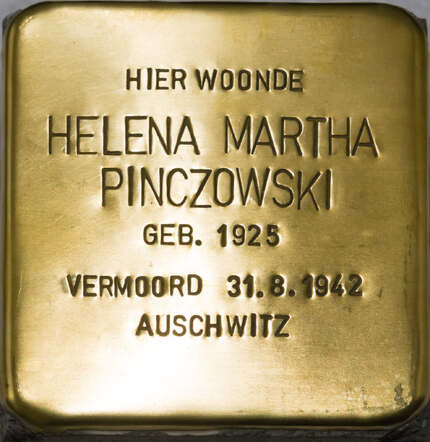 HIER WOONDE
HELENA MARTHA
PINCZOWSKI
GEB. 1925
VERMOORD 31.8.1942
AUSCHWITZ